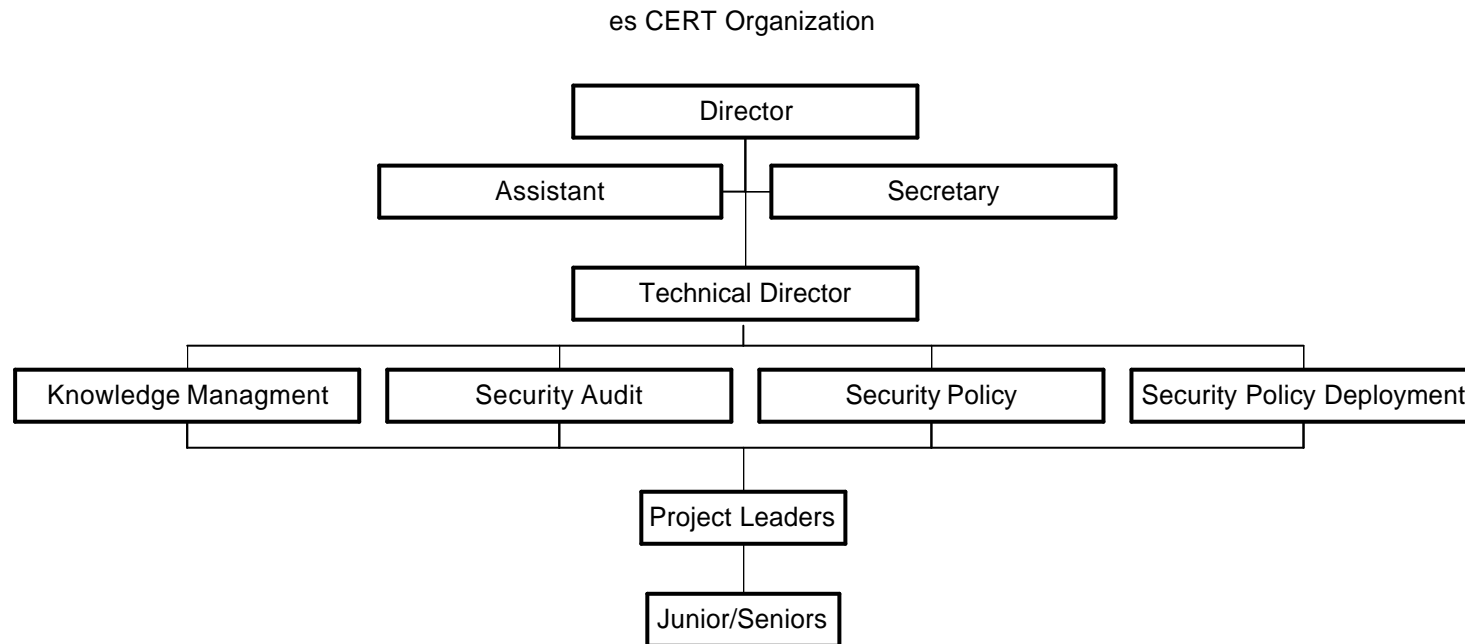 es CERT Organization
Director
Assistant
Secretary
Technical Director
Knowledge Managment
Security Audit
Security Policy
Security Policy Deployment
Project Leaders
Junior/Seniors